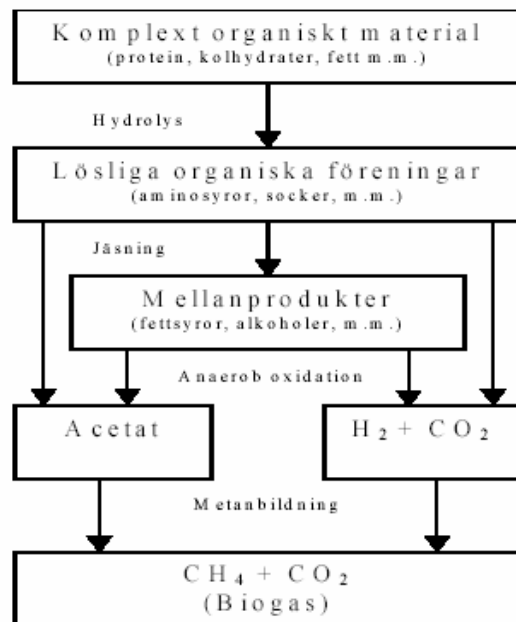 Komplext organiskt material
(protein, kolhydrater, fett m.m.)
Hydrolys
Lösliga organiska föreningar
(aminosyror, socker, m.m.)
Jäsning
Mellanprodukter
(fettsyror, alkoholer, m.m.)
Anaerob oxidation
Acetat
H₂ + CO₂
Metanbildning
CH₄ + CO₂
(Biogas)